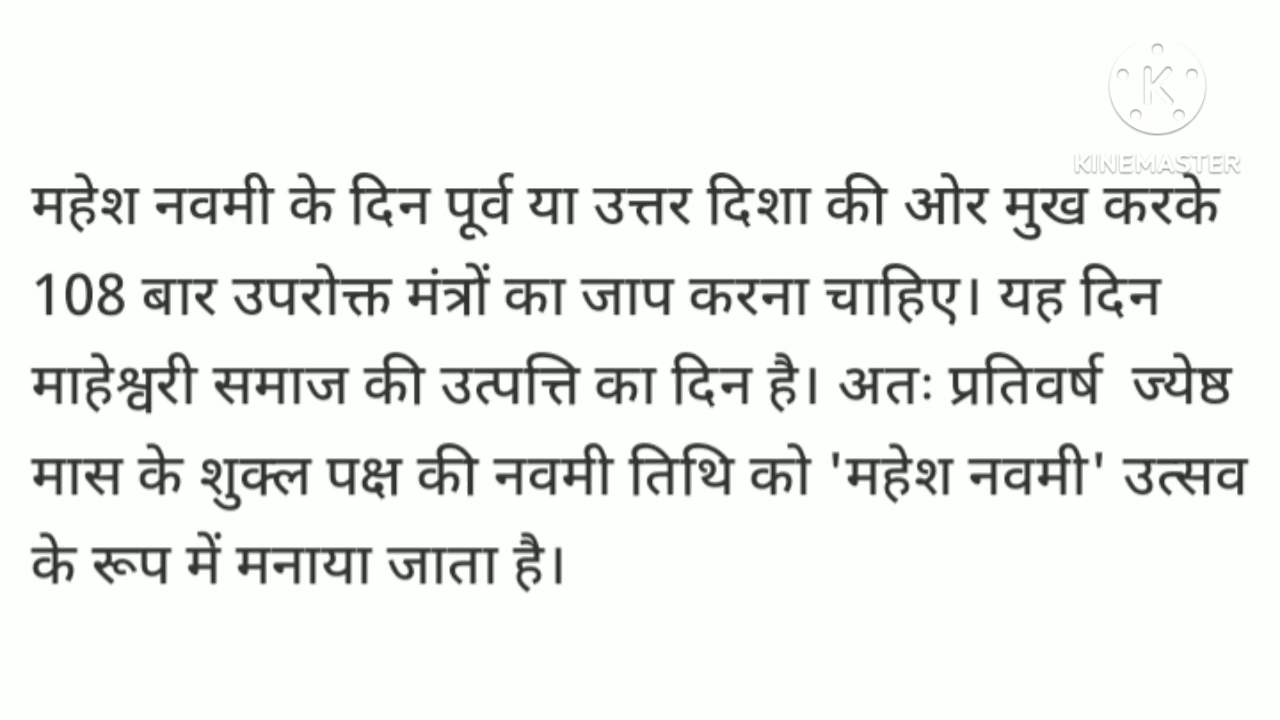 KINEMASTER
महेश नवमी के दिन पूर्व या उत्तर दिशा की ओर मुख करके
108 बार उपरोक्त मंत्रों का जाप करना चाहिए। यह दिन
माहेश्वरी समाज की उत्पत्ति का दिन है। अतः प्रतिवर्ष ज्येष्ठ
मास के शुक्ल पक्ष की नवमी तिथि को 'महेश नवमी' उत्सव
के रूप में मनाया जाता है।